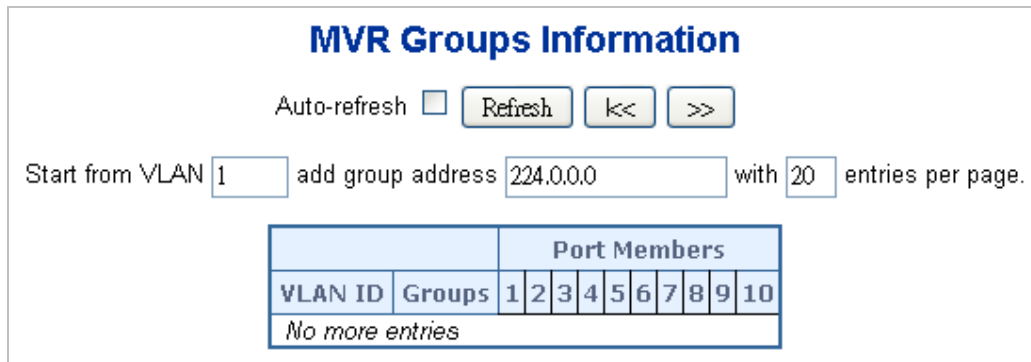 MVR Groups Information
Auto-refresh Refresh |<< >>
Start from VLAN 1 add group address 224.0.0.0 with 20 entries per page.
Port Members
VLAN ID Groups 1 2 3 4 5 6 7 8 9 10
No more entries